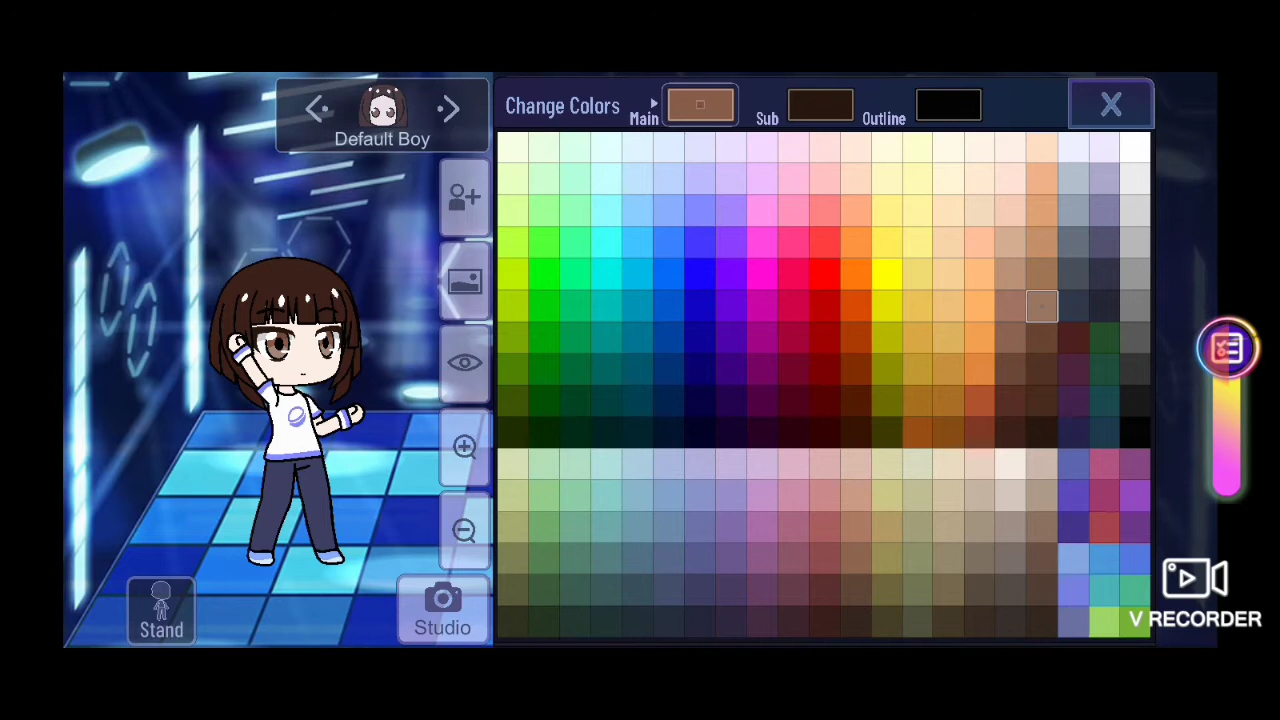 Default Boy
Change Colors
Main
Sub
Outline
X
Stand
Studio
V RECORDER